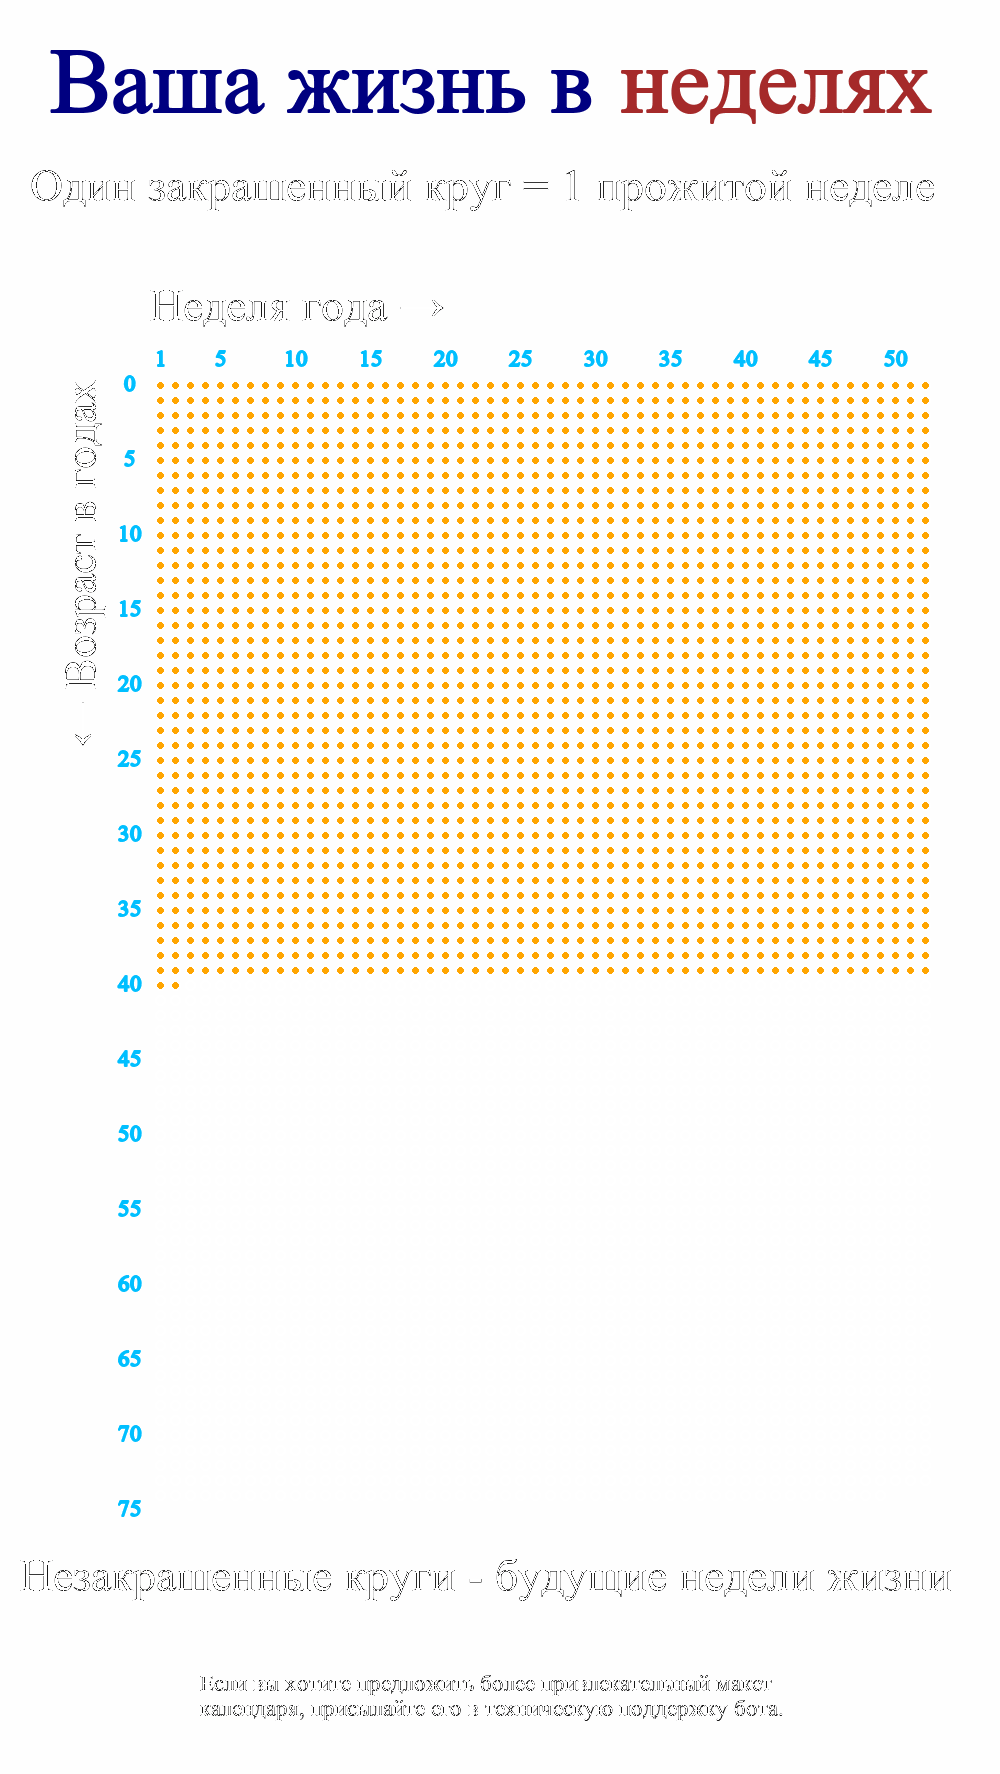 Ваша жизнь в неделях
Один закрашенный круг = 1 прожитой неделе
Неделя года →
1 5 10 15 20 25 30 35 40 45 50
← Возраст в годах
0
5
10
15
20
25
30
35
40
45
50
55
60
65
70
75
Незакрашенные круги - будущие недели жизни
Если вы хотите предложить более привлекательный макет
календаря, присылайте его в техническую поддержку бота.